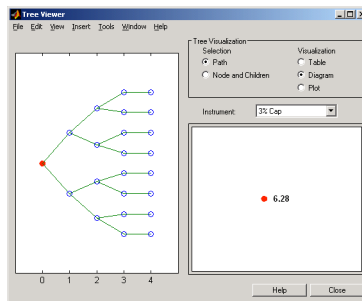 Tree Viewer
File Edit View Insert Tools Window Help
Tree Visualization
Selection Visualization
Path Table
Node and Children Diagram
Plot
Instrument: 3% Cap
6.28
0 1 2 3 4
Help Close